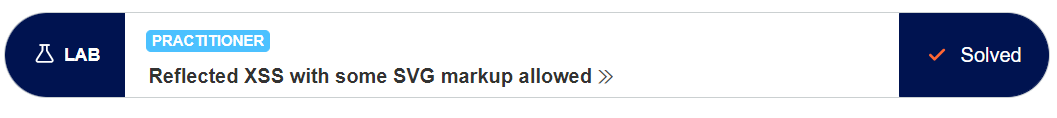 LAB
PRACTITIONER
Reflected XSS with some SVG markup allowed
Solved